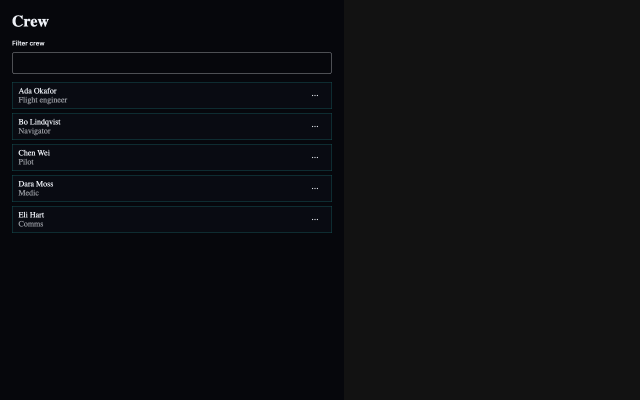 Crew
Filter crew
Ada Okafor
Flight engineer
...
Bo Lindqvist
Navigator
...
Chen Wei
Pilot
...
Dara Moss
Medic
...
Eli Hart
Comms
...